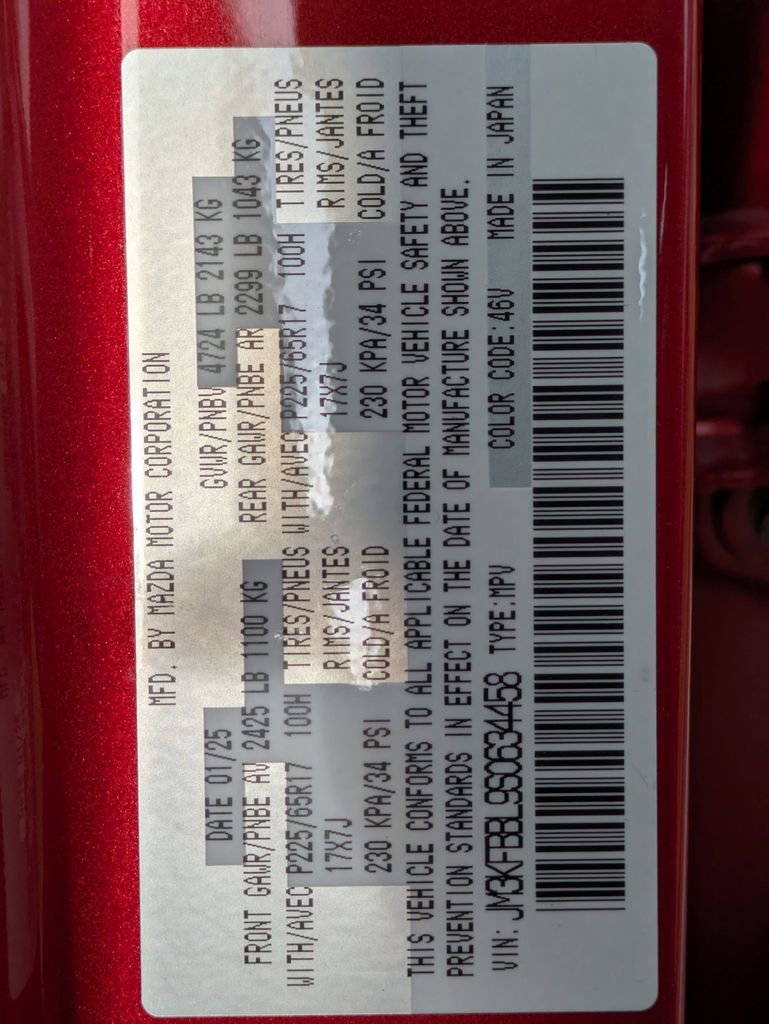 MFD. BY MAZDA MOTOR CORPORATION
DATE 01/25 GVWR/PNBV 4724 LB 2143 KG
FRONT GAWR/PNBE AV 2425 LB 1100 KG REAR GAWR/PNBE AR 2299 LB 1043 KG
WITH/AVEC P225/65R17 100H TIRES/PNEUS WITH/AVEC P225/65R17 100H TIRES/PNEUS
17X7J RIMS/JANTES 17X7J RIMS/JANTES
230 KPA/34 PSI COLD/A FROID 230 KPA/34 PSI COLD/A FROID
THIS VEHICLE CONFORMS TO ALL APPLICABLE FEDERAL MOTOR VEHICLE SAFETY AND THEFT
PREVENTION STANDARDS IN EFFECT ON THE DATE OF MANUFACTURE SHOWN ABOVE.
VIN: JM3KFBBL9S0634458 TYPE:MPV COLOR CODE:46V MADE IN JAPAN